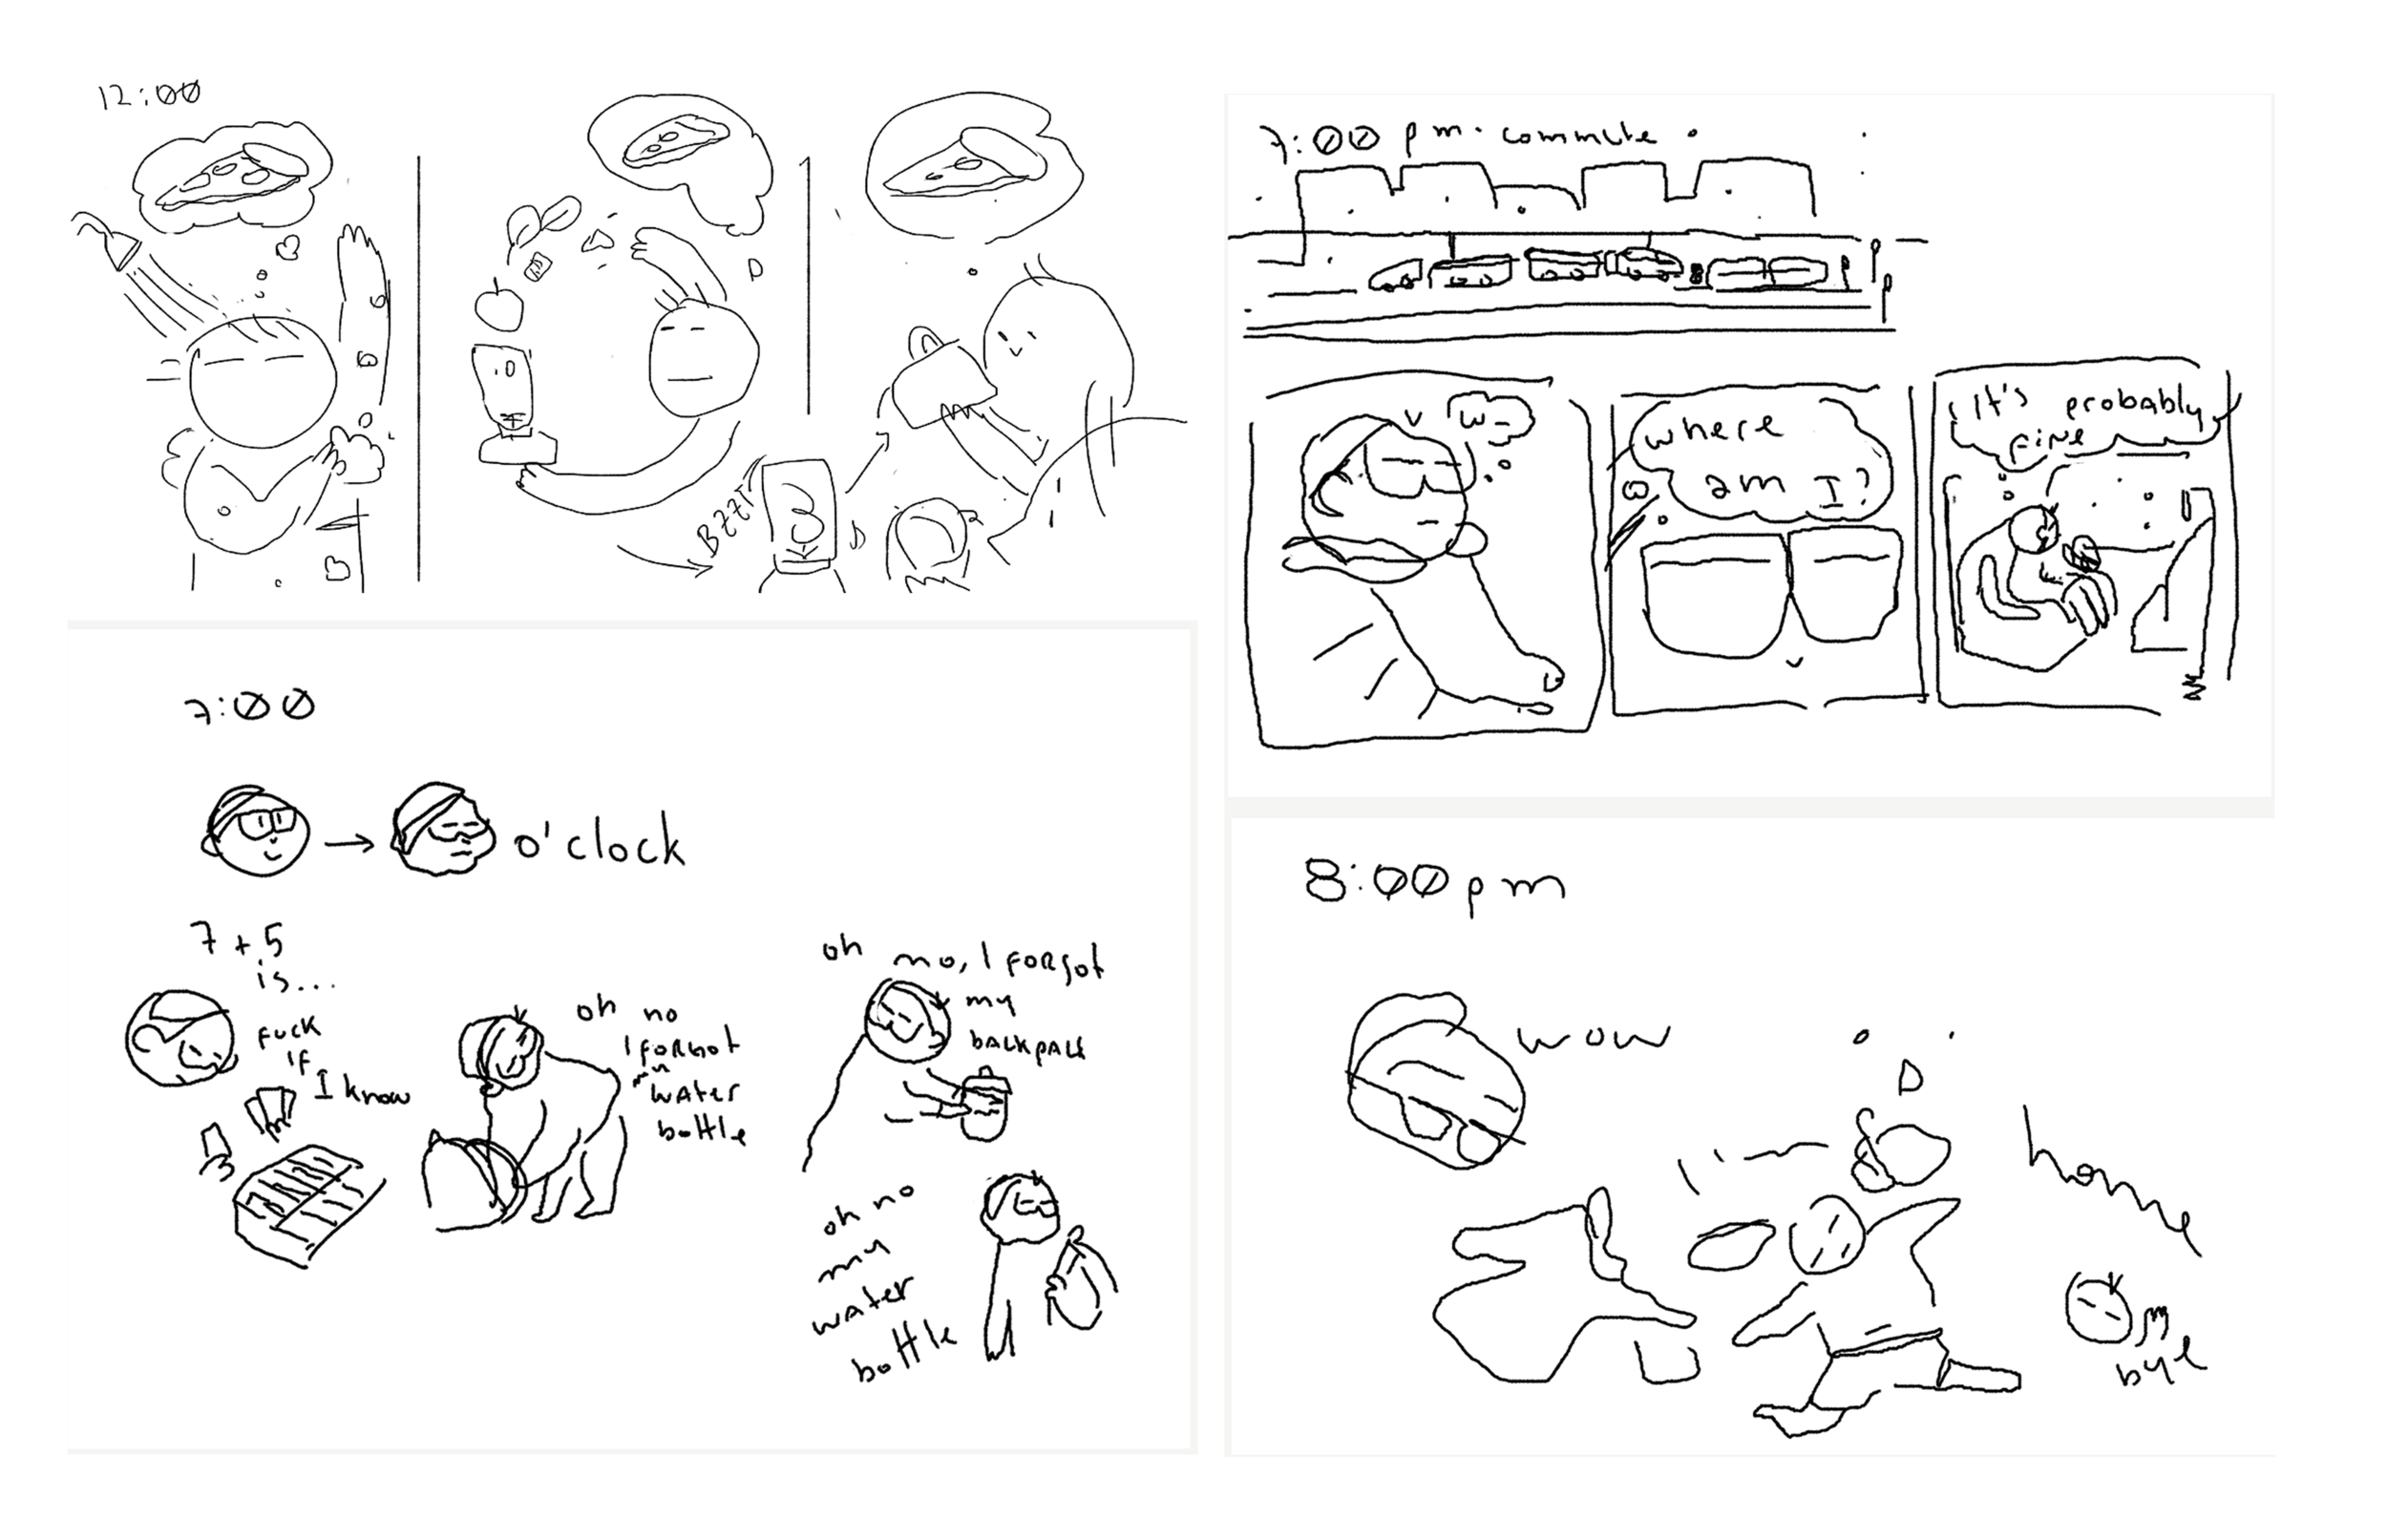 12:00
BZZT
7:00
o'clock
7+5
is...
FUCK
IF
I know
oh no
I forgot
my
water
bottle
oh no, I forgot
my
BACKPACK
oh no
my
water
bottle
7:00 pm. commute
W-
where
am I?
It's probably
fine
8:00 pm
wow
home
bye